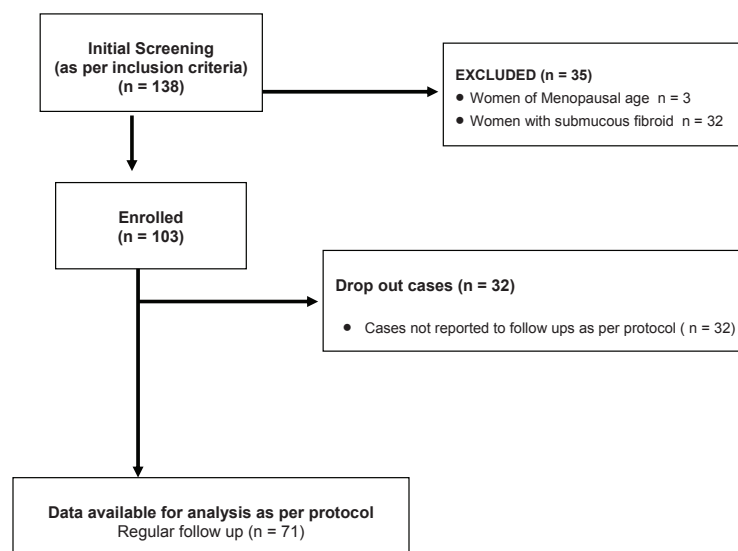 Initial Screening
(as per inclusion criteria)
(n = 138)
EXCLUDED (n = 35)
● Women of Menopausal age n = 3
● Women with submucous fibroid n = 32
Enrolled
(n = 103)
Drop out cases (n = 32)
● Cases not reported to follow ups as per protocol ( n = 32)
Data available for analysis as per protocol
Regular follow up (n = 71)